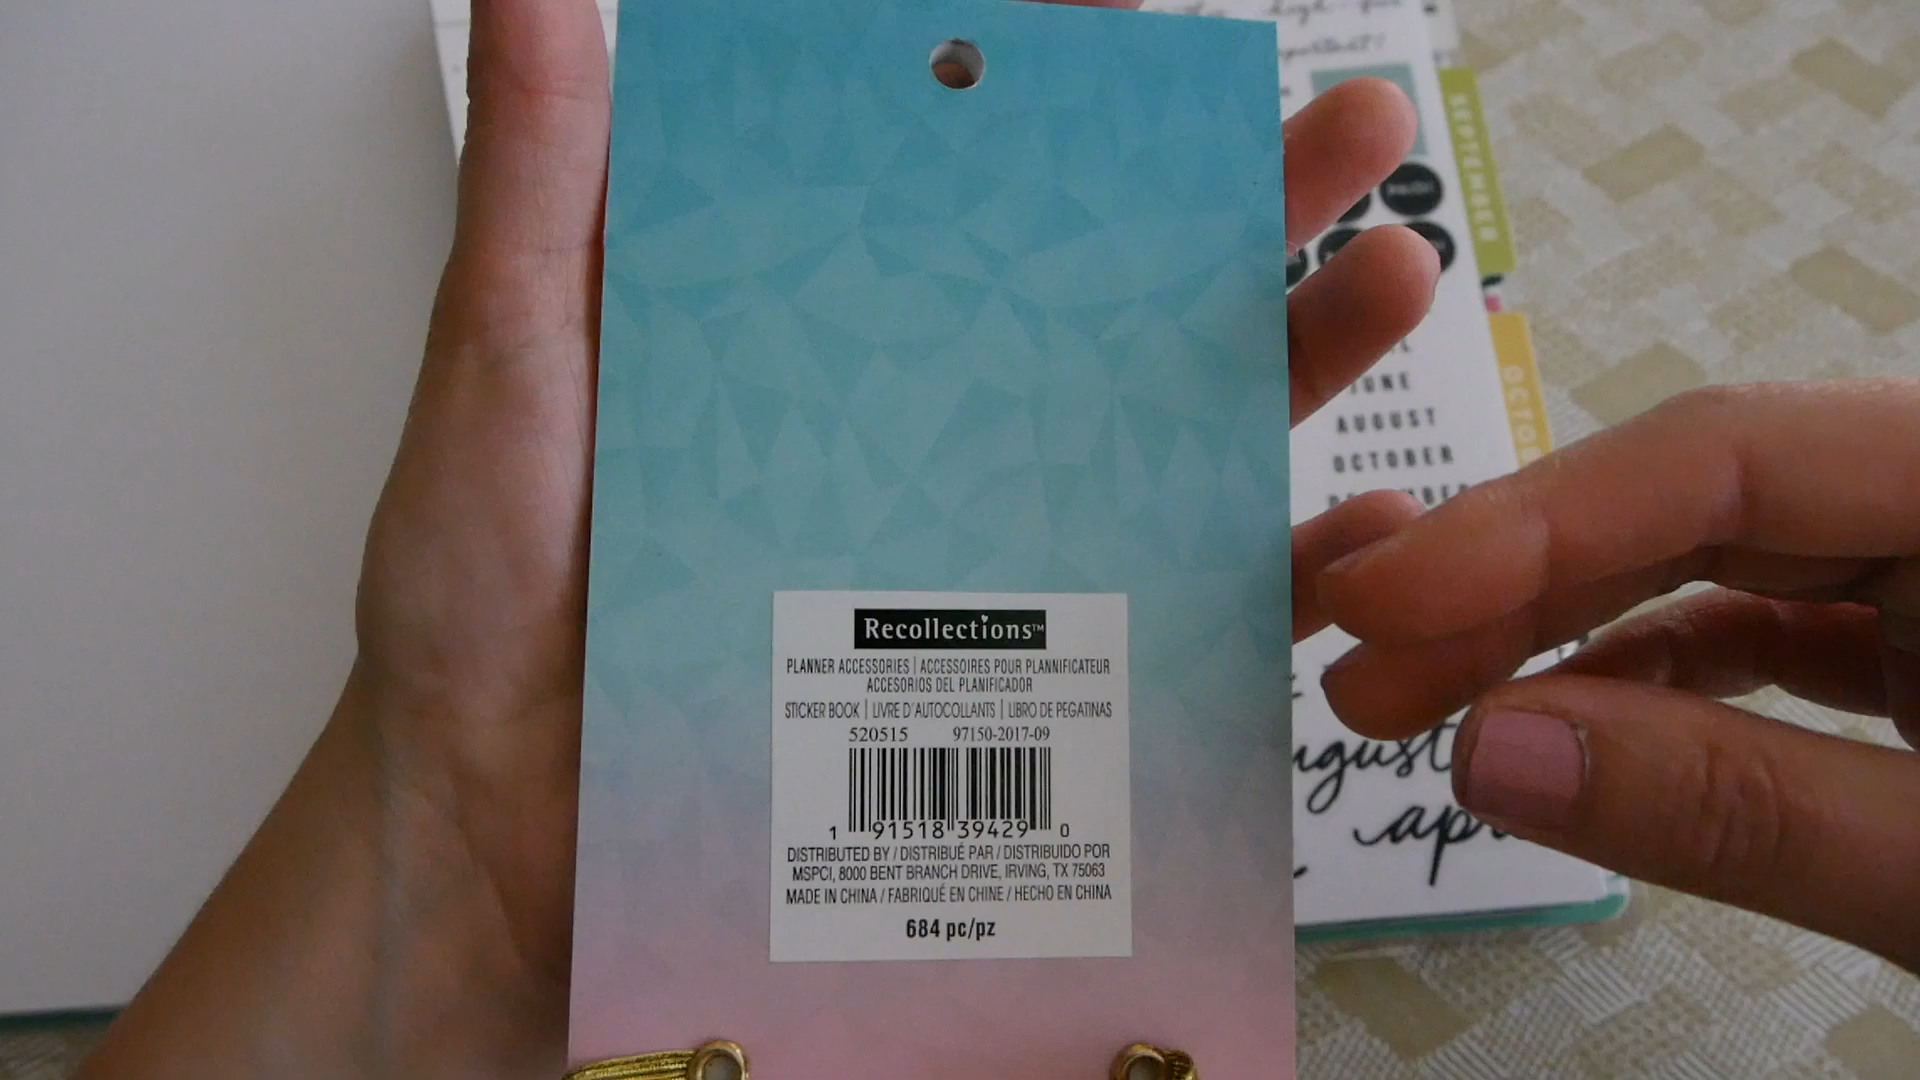 Recollections™
PLANNER ACCESSORIES | ACCESSOIRES POUR PLANNIFICATEUR
ACCESORIOS DEL PLANIFICADOR
STICKER BOOK | LIVRE D'AUTOCOLLANTS | LIBRO DE PEGATINAS
520515 97150-2017-09
1 91518 39429 0
DISTRIBUTED BY / DISTRIBUÉ PAR / DISTRIBUIDO POR
MSPCI, 8000 BENT BRANCH DRIVE, IRVING, TX 75063
MADE IN CHINA / FABRIQUÉ EN CHINE / HECHO EN CHINA
684 pc/pz
SEPTEMBER
JUNE
AUGUST
OCTOBER